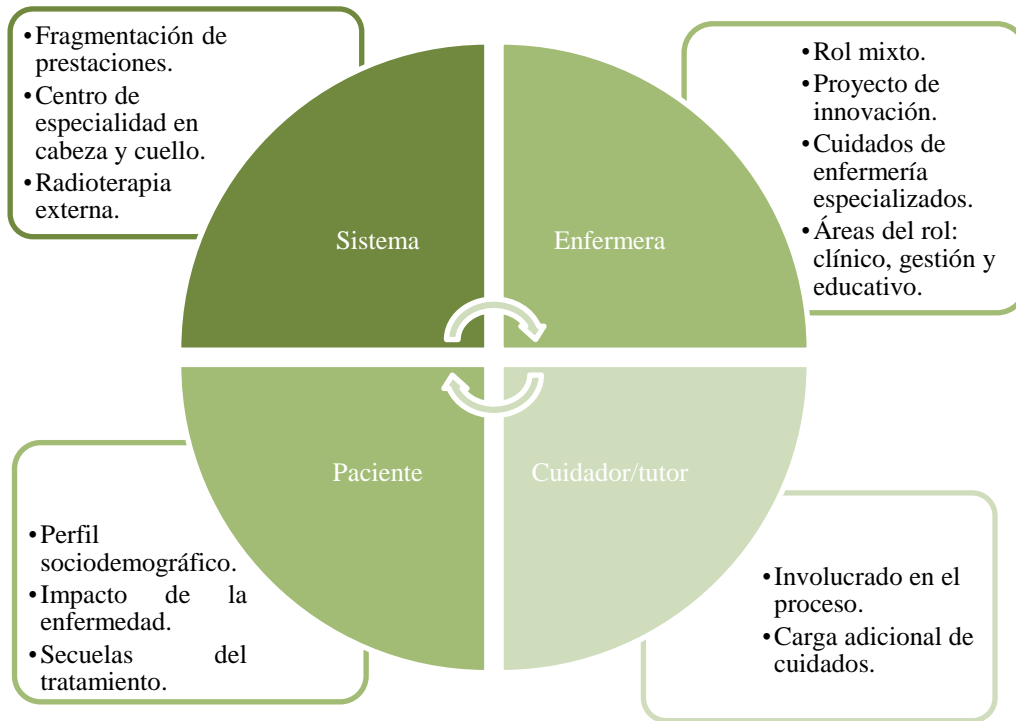 •Fragmentación de
prestaciones.
•Centro de
especialidad en
cabeza y cuello.
•Radioterapia
externa.
•Rol mixto.
•Proyecto de
innovación.
•Cuidados de
enfermería
especializados.
•Áreas del rol:
clínico, gestión y
educativo.
Sistema
Enfermera
Paciente
Cuidador/tutor
•Perfil
sociodemográfico.
•Impacto de la
enfermedad.
•Secuelas del
tratamiento.
•Involucrado en el
proceso.
•Carga adicional de
cuidados.